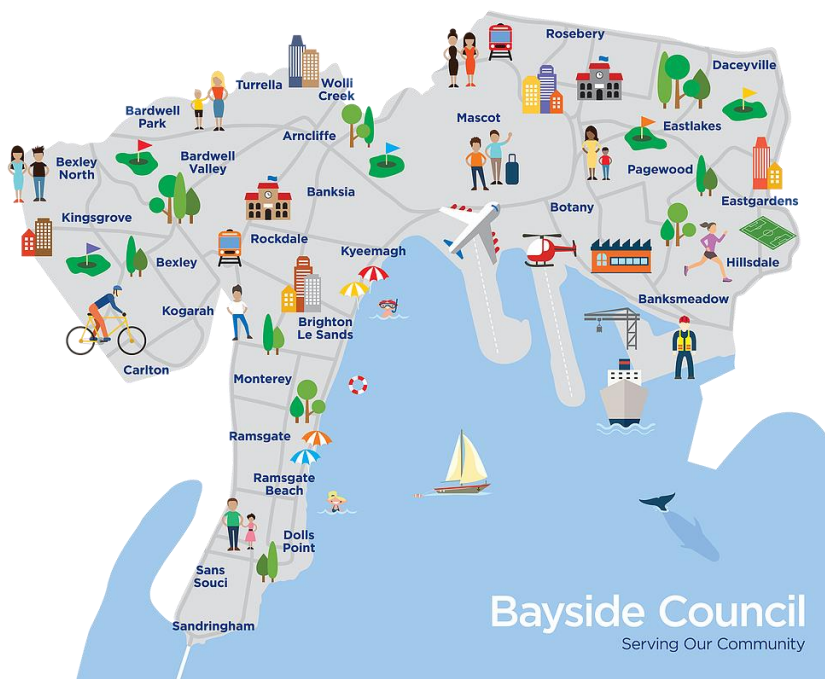 Rosebery
Daceyville
Turrella
Wolli
Creek
Bardwell
Park
Mascot
Arncliffe
Eastlakes
Bexley
North
Bardwell
Valley
Pagewood
Banksia
Eastgardens
Kingsgrove
Botany
Rockdale
Kyeemagh
Bexley
Hillsdale
Banksmeadow
Kogarah
Brighton
Le Sands
Carlton
Monterey
Ramsgate
Ramsgate
Beach
Dolls
Point
Sans
Souci
Sandringham
Bayside Council
Serving Our Community